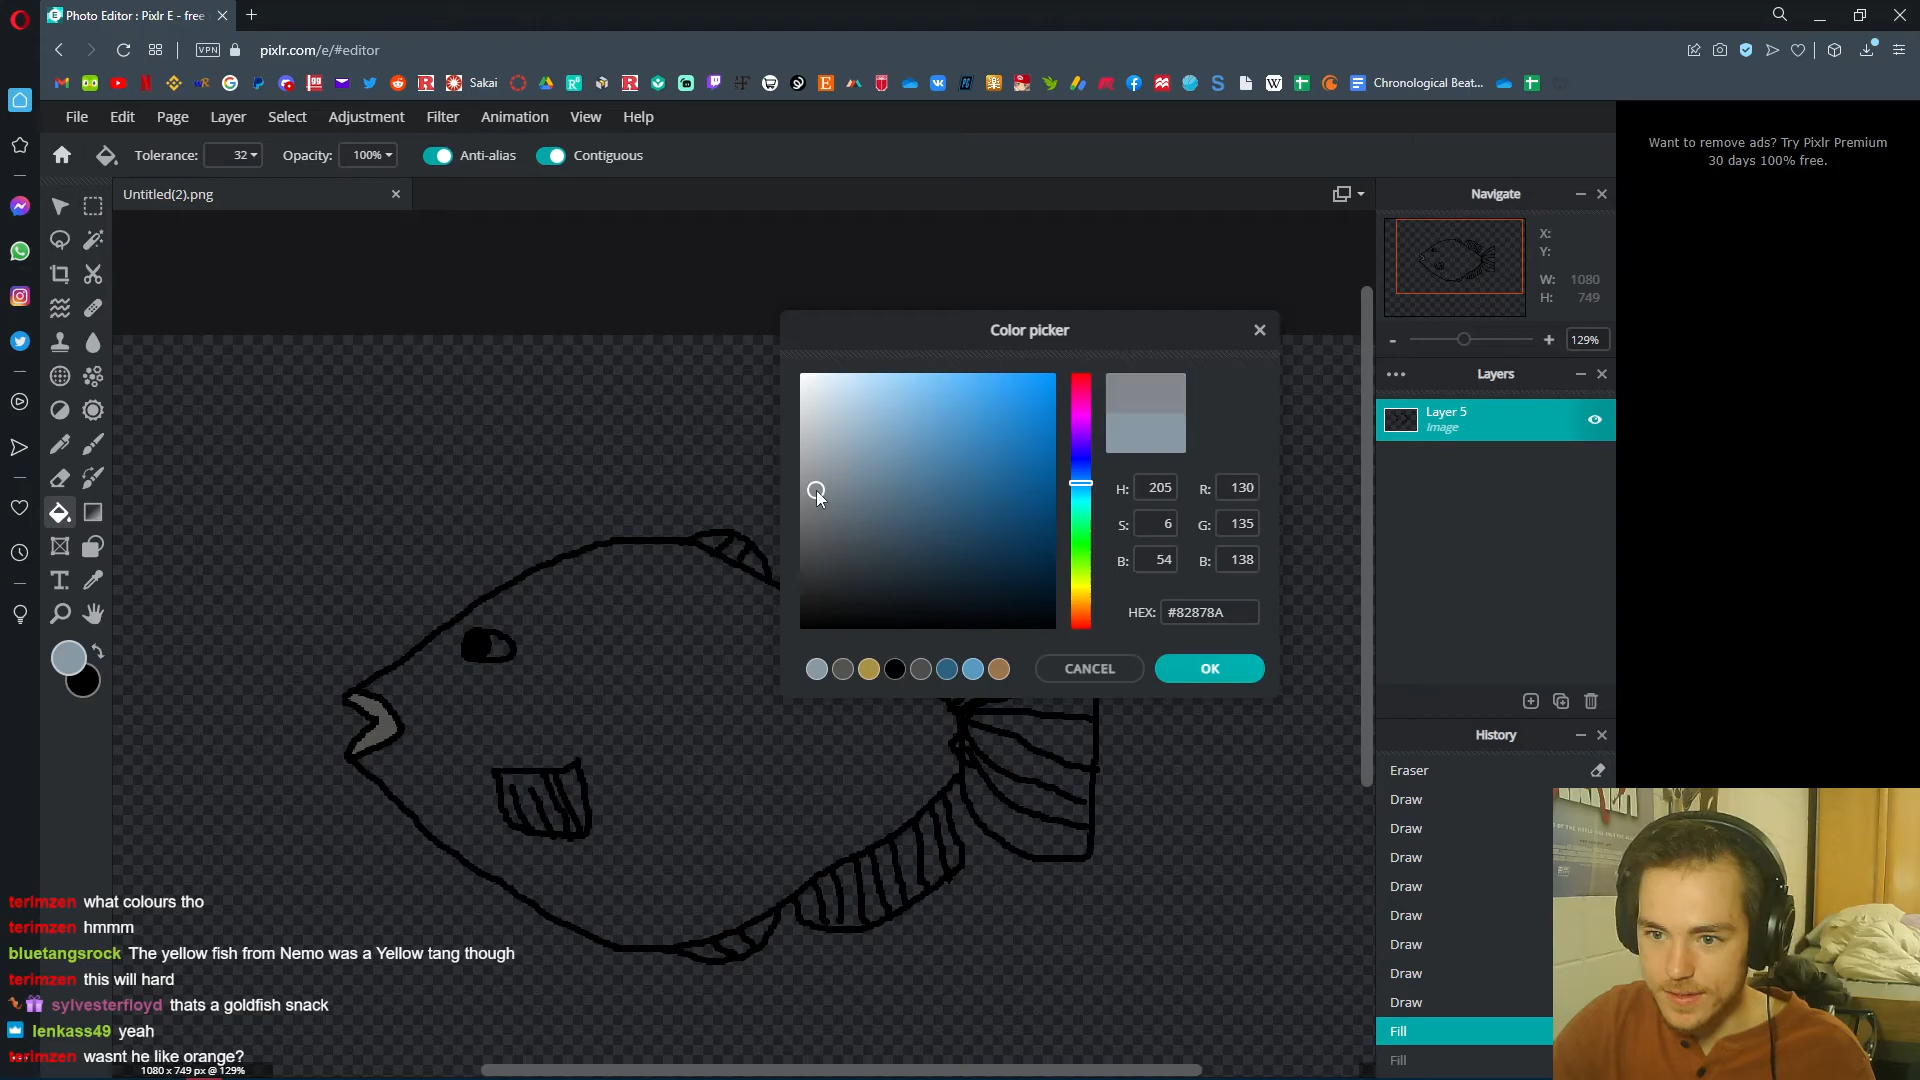 Photo Editor : Pixlr E - free
VPN
pixlr.com/e/#editor
Sakai
Chronological Beat...
File Edit Page Layer Select Adjustment Filter Animation View Help
Tolerance: 32 Opacity: 100% Anti-alias Contiguous
Want to remove ads? Try Pixlr Premium
30 days 100% free.
Untitled(2).png
Navigate
X:
Y:
W: 1080
H: 749
129%
Layers
Layer 5
Image
Color picker
H: 205 R: 130
S: 6 G: 135
B: 54 B: 138
HEX: #82878A
CANCEL OK
History
Eraser
Draw
Draw
Draw
Draw
Draw
Draw
Draw
Draw
Fill
Fill
terimzen what colours tho
terimzen hmmm
bluetangsrock The yellow fish from Nemo was a Yellow tang though
terimzen this will hard
sylvesterfloyd thats a goldfish snack
lenkass49 yeah
terimzen wasnt he like orange?
1080 x 749 px @ 129%